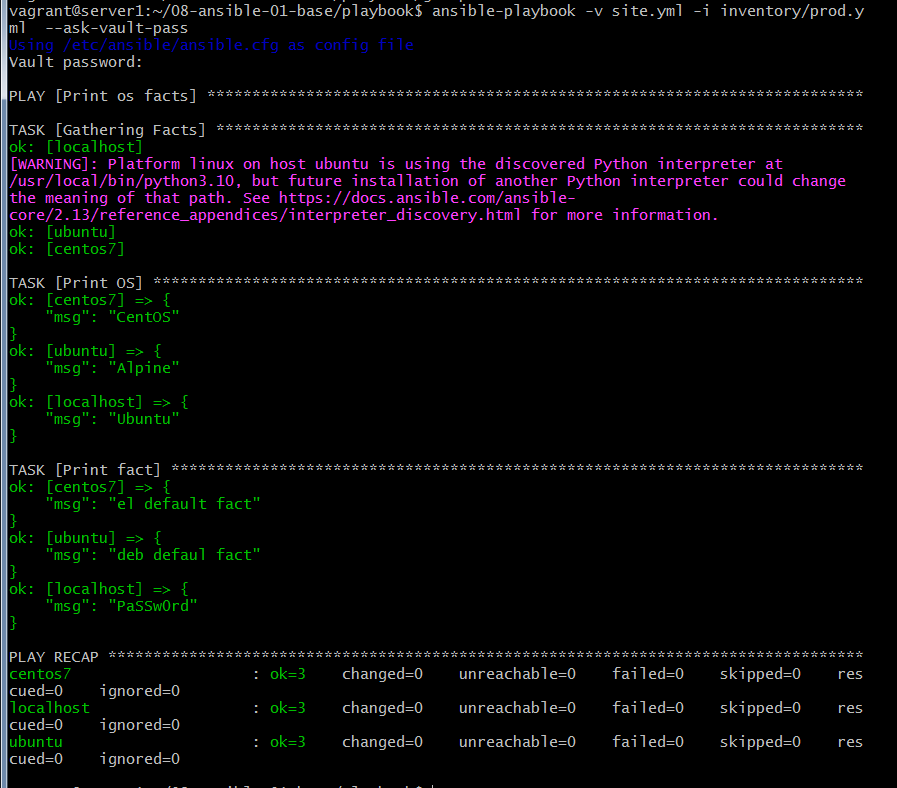 vagrant@server1:~/08-ansible-01-base/playbook$ ansible-playbook -v site.yml -i inventory/prod.y
ml  --ask-vault-pass
Using /etc/ansible/ansible.cfg as config file
Vault password:
PLAY [Print os facts] *************************************************************************
TASK [Gathering Facts] ************************************************************************
ok: [localhost]
[WARNING]: Platform linux on host ubuntu is using the discovered Python interpreter at
/usr/local/bin/python3.10, but future installation of another Python interpreter could change
the meaning of that path. See https://docs.ansible.com/ansible-
core/2.13/reference_appendices/interpreter_discovery.html for more information.
ok: [ubuntu]
ok: [centos7]
TASK [Print OS] *******************************************************************************
ok: [centos7] => {
    "msg": "CentOS"
}
ok: [ubuntu] => {
    "msg": "Alpine"
}
ok: [localhost] => {
    "msg": "Ubuntu"
}
TASK [Print fact] *****************************************************************************
ok: [centos7] => {
    "msg": "el default fact"
}
ok: [ubuntu] => {
    "msg": "deb defaul fact"
}
ok: [localhost] => {
    "msg": "PaSSw0rd"
}
PLAY RECAP ************************************************************************************
centos7                    : ok=3    changed=0    unreachable=0    failed=0    skipped=0    res
cued=0    ignored=0
localhost                  : ok=3    changed=0    unreachable=0    failed=0    skipped=0    res
cued=0    ignored=0
ubuntu                     : ok=3    changed=0    unreachable=0    failed=0    skipped=0    res
cued=0    ignored=0